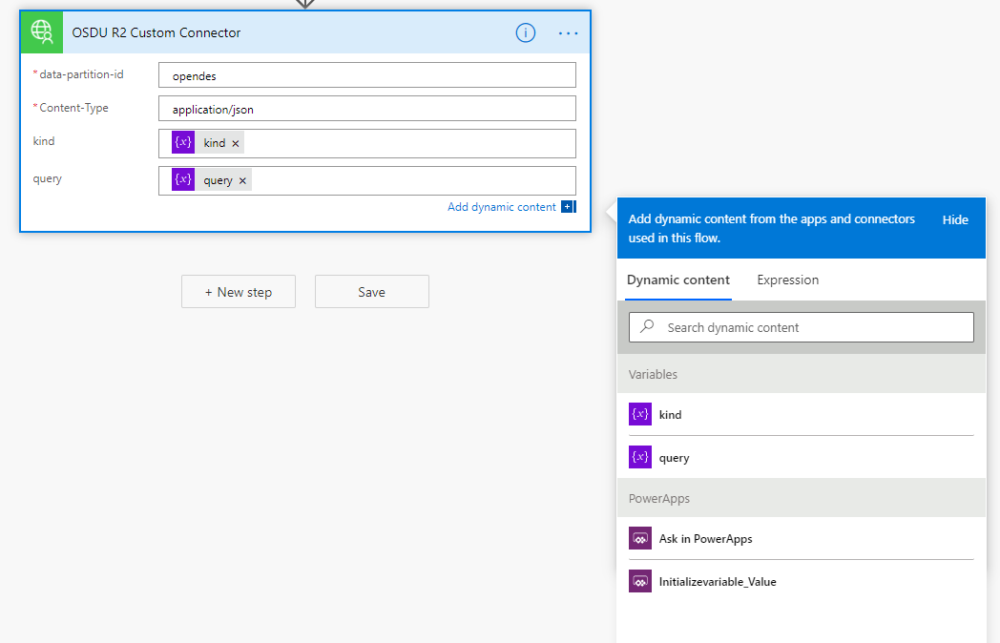 OSDU R2 Custom Connector
* data-partition-id
opendes
* Content-Type
application/json
kind
{x} kind ×
query
{x} query ×
Add dynamic content +
+ New step
Save
Add dynamic content from the apps and connectors
used in this flow.
Hide
Dynamic content
Expression
Search dynamic content
Variables
{x} kind
{x} query
PowerApps
Ask in PowerApps
Initializevariable_Value